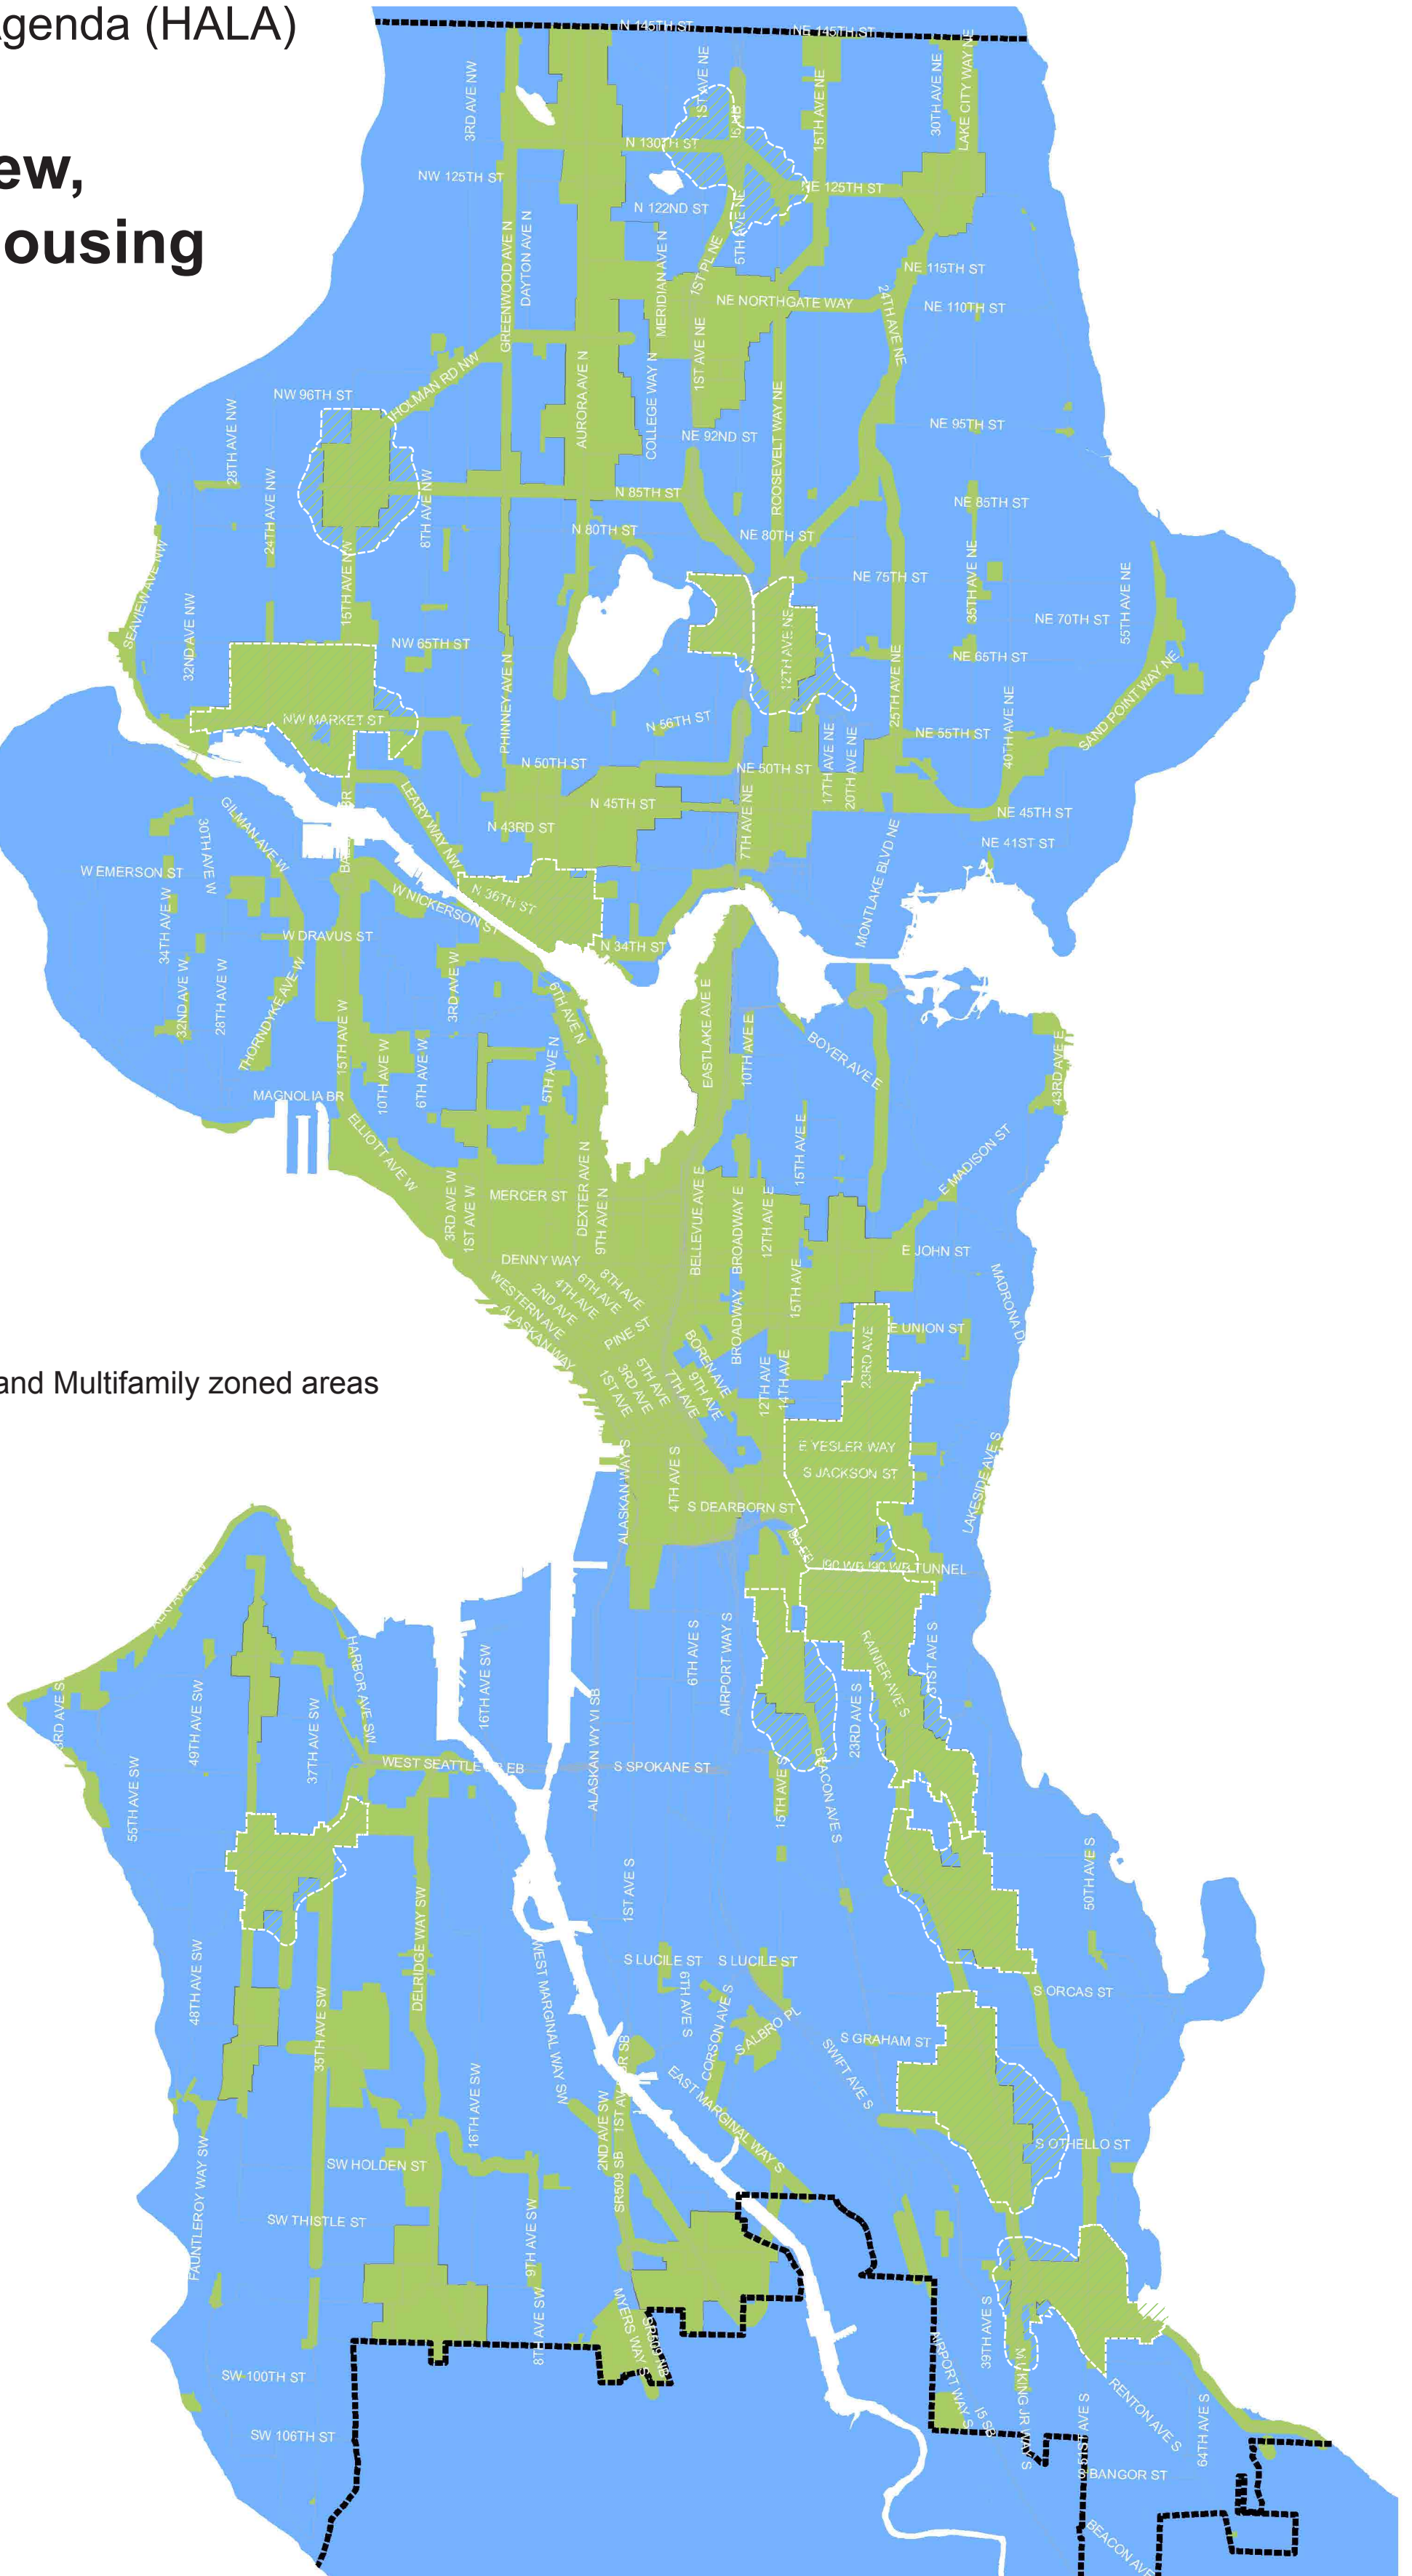 genda (HALA)
ew,
ousing
and Multifamily zoned areas
N 145TH ST
NE 145TH ST
3RD AVE NW
1ST AVE NE
15TH AVE NE
30TH AVE NE
LAKE CITY WAY NE
N 130TH ST
NW 125TH ST
NE 125TH ST
N 122ND ST
5TH AVE NE
GREENWOOD AVE N
DAYTON AVE N
MERIDIAN AVE N
1ST PL NE
NE 115TH ST
NE NORTHGATE WAY
NE 110TH ST
24TH AVE NE
HOLMAN RD NW
AURORA AVE N
COLLEGE WAY N
1ST AVE NE
ROOSEVELT WAY NE
NW 96TH ST
28TH AVE NW
NE 92ND ST
NE 95TH ST
24TH AVE NW
8TH AVE NW
N 85TH ST
NE 85TH ST
N 80TH ST
NE 80TH ST
15TH AVE NW
SEAVIEW AVE NW
32ND AVE NW
NE 75TH ST
35TH AVE NE
55TH AVE NE
NE 70TH ST
NW 65TH ST
12TH AVE NE
NE 65TH ST
PHINNEY AVE N
25TH AVE NE
SAND POINT WAY NE
NW MARKET ST
N 56TH ST
40TH AVE NE
NE 55TH ST
N 50TH ST
NE 50TH ST
17TH AVE NE
20TH AVE NE
LEARY WAY NW
N 45TH ST
NE 45TH ST
GILMAN AVE W
30TH AVE W
N 43RD ST
7TH AVE NE
NE 41ST ST
W EMERSON ST
N 36TH ST
W NICKERSON ST
MONTLAKE BLVD NE
34TH AVE W
W DRAVUS ST
N 34TH ST
32ND AVE W
28TH AVE W
THORNDYKE AVE W
3RD AVE W
6TH AVE N
EASTLAKE AVE E
10TH AVE E
BOYER AVE E
15TH AVE W
10TH AVE W
6TH AVE W
5TH AVE N
43RD AVE E
MAGNOLIA BR
ELLIOTT AVE W
15TH AVE E
E MADISON ST
3RD AVE W
1ST AVE W
MERCER ST
DEXTER AVE N
9TH AVE N
BELLEVUE AVE E
BROADWAY E
12TH AVE E
E JOHN ST
DENNY WAY
8TH AVE
6TH AVE
4TH AVE
2ND AVE
WESTERN AVE
ALASKAN WAY
PINE ST
15TH AVE
MADRONA D
BOREN AVE
BROADWAY
23RD AVE
E UNION ST
5TH AVE
3RD AVE
1ST AVE
7TH AVE
9TH AVE
12TH AVE
14TH AVE
E YESLER WAY
S JACKSON ST
ALASKAN WAY S
4TH AVE S
S DEARBORN ST
LAKESIDE AVE S
I90 EB
I90 WB
I90 WB TUNNEL
HARBOR AVE SW
16TH AVE SW
6TH AVE S
AIRPORT WAY S
RAINIER AVE S
31ST AVE S
3RD AVE S
49TH AVE SW
37TH AVE SW
23RD AVE S
55TH AVE SW
WEST SEATTLE
EB
ALASKAN WY VI SB
S SPOKANE ST
15TH AVE S
BEACON AVE S
50TH AVE S
1ST AVE S
48TH AVE SW
DELRIDGE WAY SW
WEST MARGINAL WAY SW
S LUCILE ST
S LUCILE ST
6TH AVE S
CORSON AVE S
S ORCAS ST
35TH AVE SW
S ALBRO PL
S GRAHAM ST
SWIFT AVE S
16TH AVE SW
2ND AVE SW
EAST MARGINAL WAY S
S OTHELLO ST
FAUNTLEROY WAY SW
SW HOLDEN ST
SR509 SB
SW THISTLE ST
9TH AVE SW
8TH AVE SW
MYERS WAY S
SR509 NB
39TH AVE S
AIRPORT WAY S
I5 SB
SW 100TH ST
RENTON AVE S
64TH AVE S
SW 106TH ST
51ST AVE S
S BANGOR ST
BEACON AVE